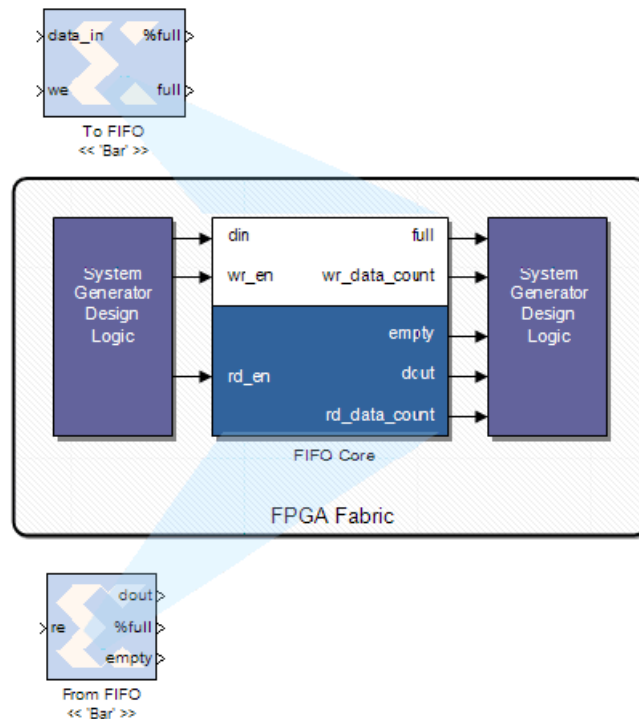 data_in %full
we full
To FIFO
<< 'Bar' >>
System
Generator
Design
Logic
din full
wr_en wr_data_count
empty
rd_en dout
rd_data_count
System
Generator
Design
Logic
FIFO Core
FPGA Fabric
dout
re %full
empty
From FIFO
<< 'Bar' >>